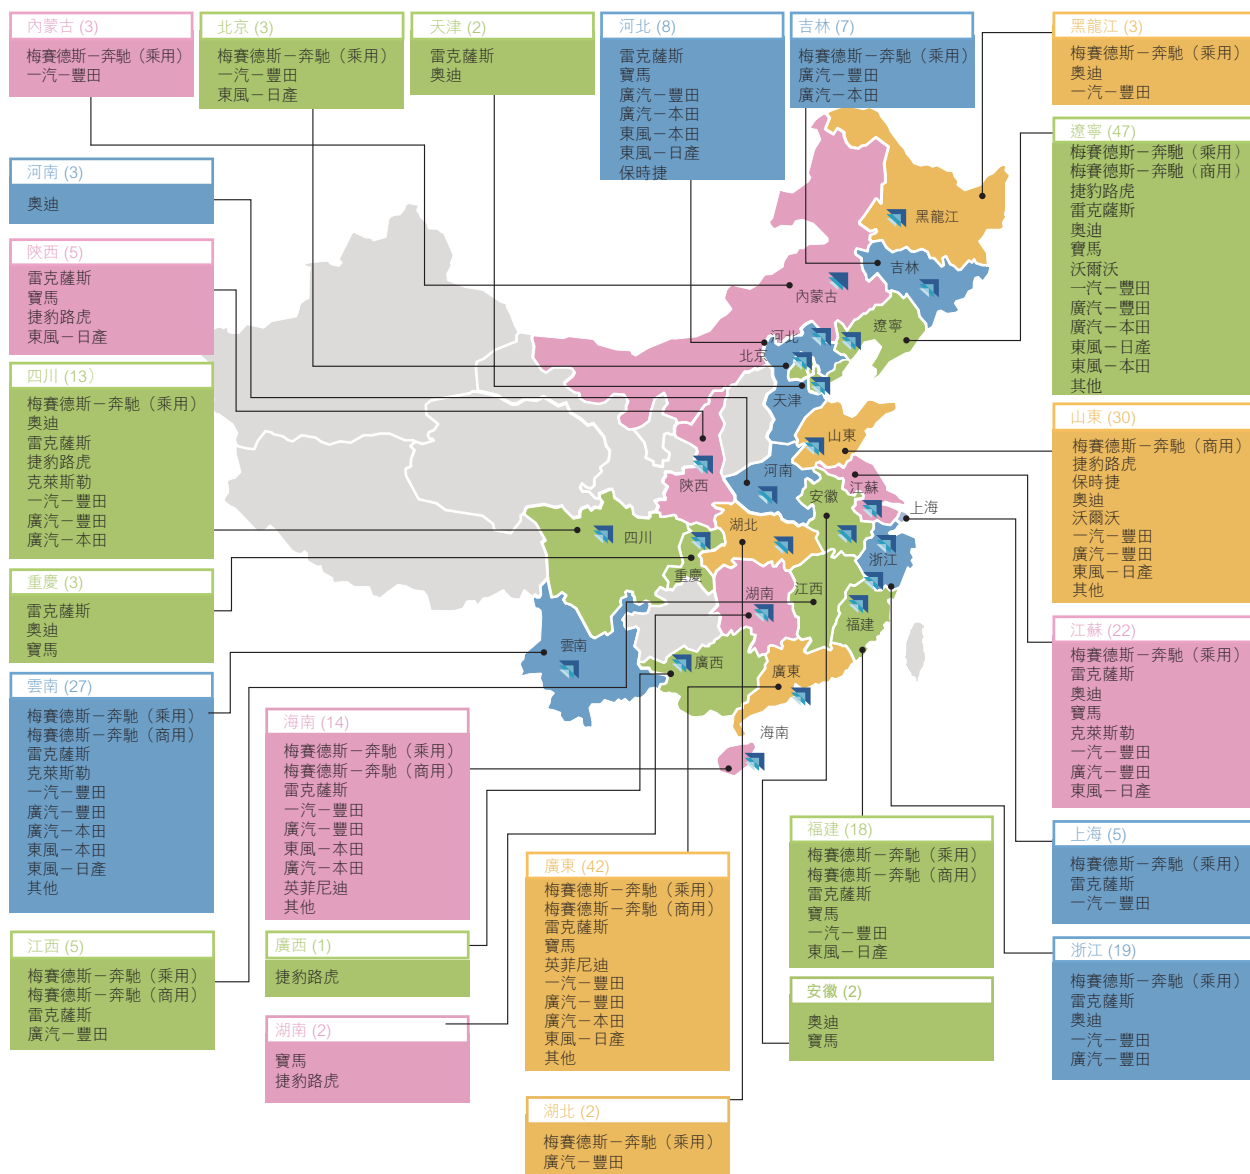 內蒙古 (3)
梅賽德斯－奔馳（乘用）
一汽－豐田
北京 (3)
梅賽德斯－奔馳（乘用）
一汽－豐田
東風－日產
天津 (2)
雷克薩斯
奧迪
河北 (8)
雷克薩斯
寶馬
廣汽－豐田
廣汽－本田
東風－本田
東風－日產
保時捷
吉林 (7)
梅賽德斯－奔馳（乘用）
廣汽－豐田
廣汽－本田
黑龍江 (3)
梅賽德斯－奔馳（乘用）
奧迪
一汽－豐田
遼寧 (47)
梅賽德斯－奔馳（乘用）
梅賽德斯－奔馳（商用）
捷豹路虎
雷克薩斯
奧迪
寶馬
沃爾沃
一汽－豐田
廣汽－豐田
廣汽－本田
東風－日產
東風－本田
其他
河南 (3)
奧迪
陝西 (5)
雷克薩斯
寶馬
捷豹路虎
東風－日產
四川 (13）
梅賽德斯－奔馳（乘用）
奧迪
雷克薩斯
捷豹路虎
克萊斯勒
一汽－豐田
廣汽－豐田
廣汽－本田
重慶 (3)
雷克薩斯
奧迪
寶馬
雲南 (27)
梅賽德斯－奔馳（乘用）
梅賽德斯－奔馳（商用）
雷克薩斯
克萊斯勒
一汽－豐田
廣汽－豐田
廣汽－本田
東風－本田
東風－日產
其他
江西 (5)
梅賽德斯－奔馳（乘用）
梅賽德斯－奔馳（商用）
雷克薩斯
廣汽－豐田
海南 (14)
梅賽德斯－奔馳（乘用）
梅賽德斯－奔馳（商用）
雷克薩斯
一汽－豐田
廣汽－豐田
東風－本田
廣汽－本田
英菲尼迪
其他
廣西 (1)
捷豹路虎
湖南 (2)
寶馬
捷豹路虎
廣東 (42)
梅賽德斯－奔馳（乘用）
梅賽德斯－奔馳（商用）
雷克薩斯
寶馬
英菲尼迪
一汽－豐田
廣汽－豐田
廣汽－本田
東風－日產
其他
湖北 (2)
梅賽德斯－奔馳（乘用）
廣汽－豐田
福建 (18)
梅賽德斯－奔馳（乘用）
梅賽德斯－奔馳（商用）
雷克薩斯
寶馬
一汽－豐田
東風－日產
安徽 (2)
奧迪
寶馬
山東 (30)
梅賽德斯－奔馳（商用）
捷豹路虎
保時捷
奧迪
沃爾沃
一汽－豐田
廣汽－豐田
東風－日產
其他
江蘇 (22)
梅賽德斯－奔馳（乘用）
雷克薩斯
奧迪
寶馬
克萊斯勒
一汽－豐田
廣汽－豐田
東風－日產
上海 (5)
梅賽德斯－奔馳（乘用）
雷克薩斯
一汽－豐田
浙江 (19)
梅賽德斯－奔馳（乘用）
雷克薩斯
奧迪
一汽－豐田
廣汽－豐田
黑龍江
吉林
內蒙古
遼寧
河北
北京
天津
山東
河南
陝西
江蘇
安徽
上海
湖北
四川
浙江
重慶
江西
湖南
福建
雲南
廣西
廣東
海南